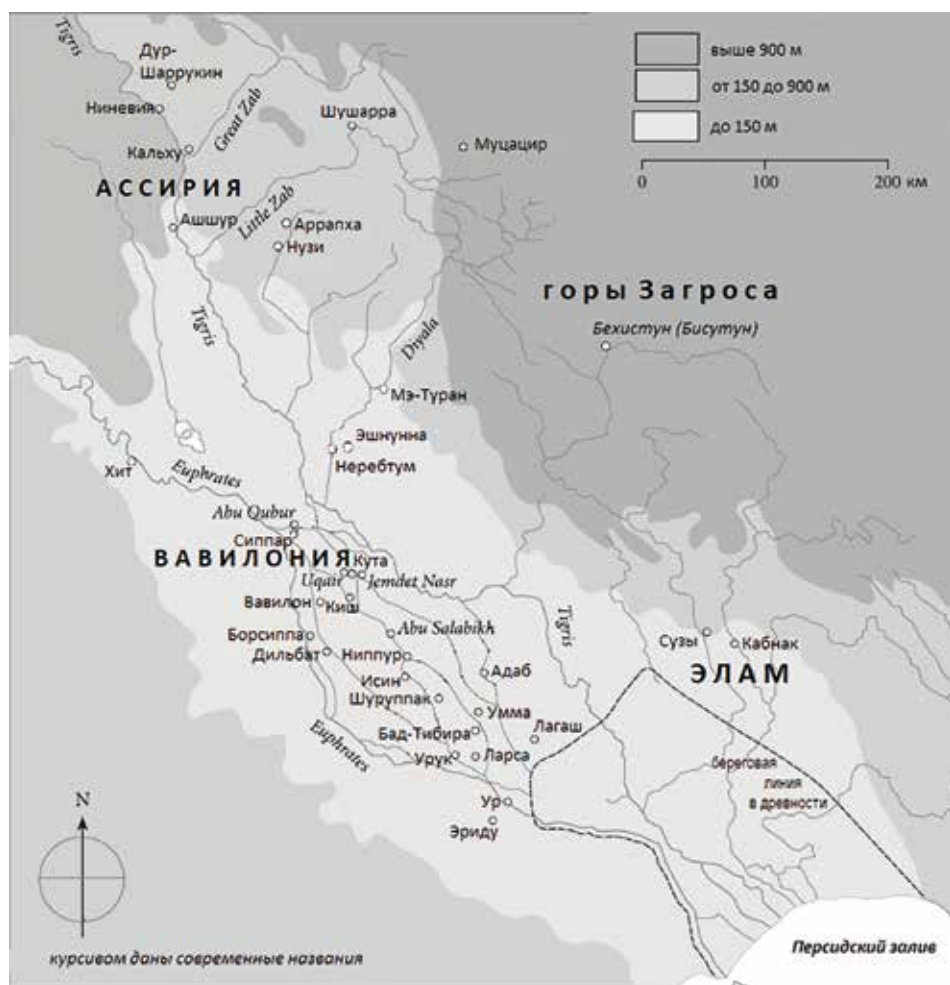 Tigris
Дур-
Шаррукин
Ниневия
Great Zab
Кальху
АССИРИЯ
Ашшур
Little Zab
Шушарра
Муцацир
Аррапха
Нузи
выше 900 м
от 150 до 900 м
до 150 м
0 100 200 км
горы Загроса
Бехистун (Бисутун)
Tigris
Diyala
Мэ-Туран
Эшнунна
Неребтум
Хит
Euphrates
Abu Qubur
Сиппар
ВАВИЛОНИЯ
Кута
Uqair
Jemdet Nasr
Вавилон
Киш
Abu Salabikh
Борсиппа
Дильбат
Ниппур
Исин
Шуруппак
Адаб
Умма
Бад-Тибира
Лагаш
Урук
Ларса
Euphrates
Ур
Эриду
Tigris
Сузы
Кабнак
ЭЛАМ
береговая
линия
в древности
N
Персидский залив
курсивом даны современные названия